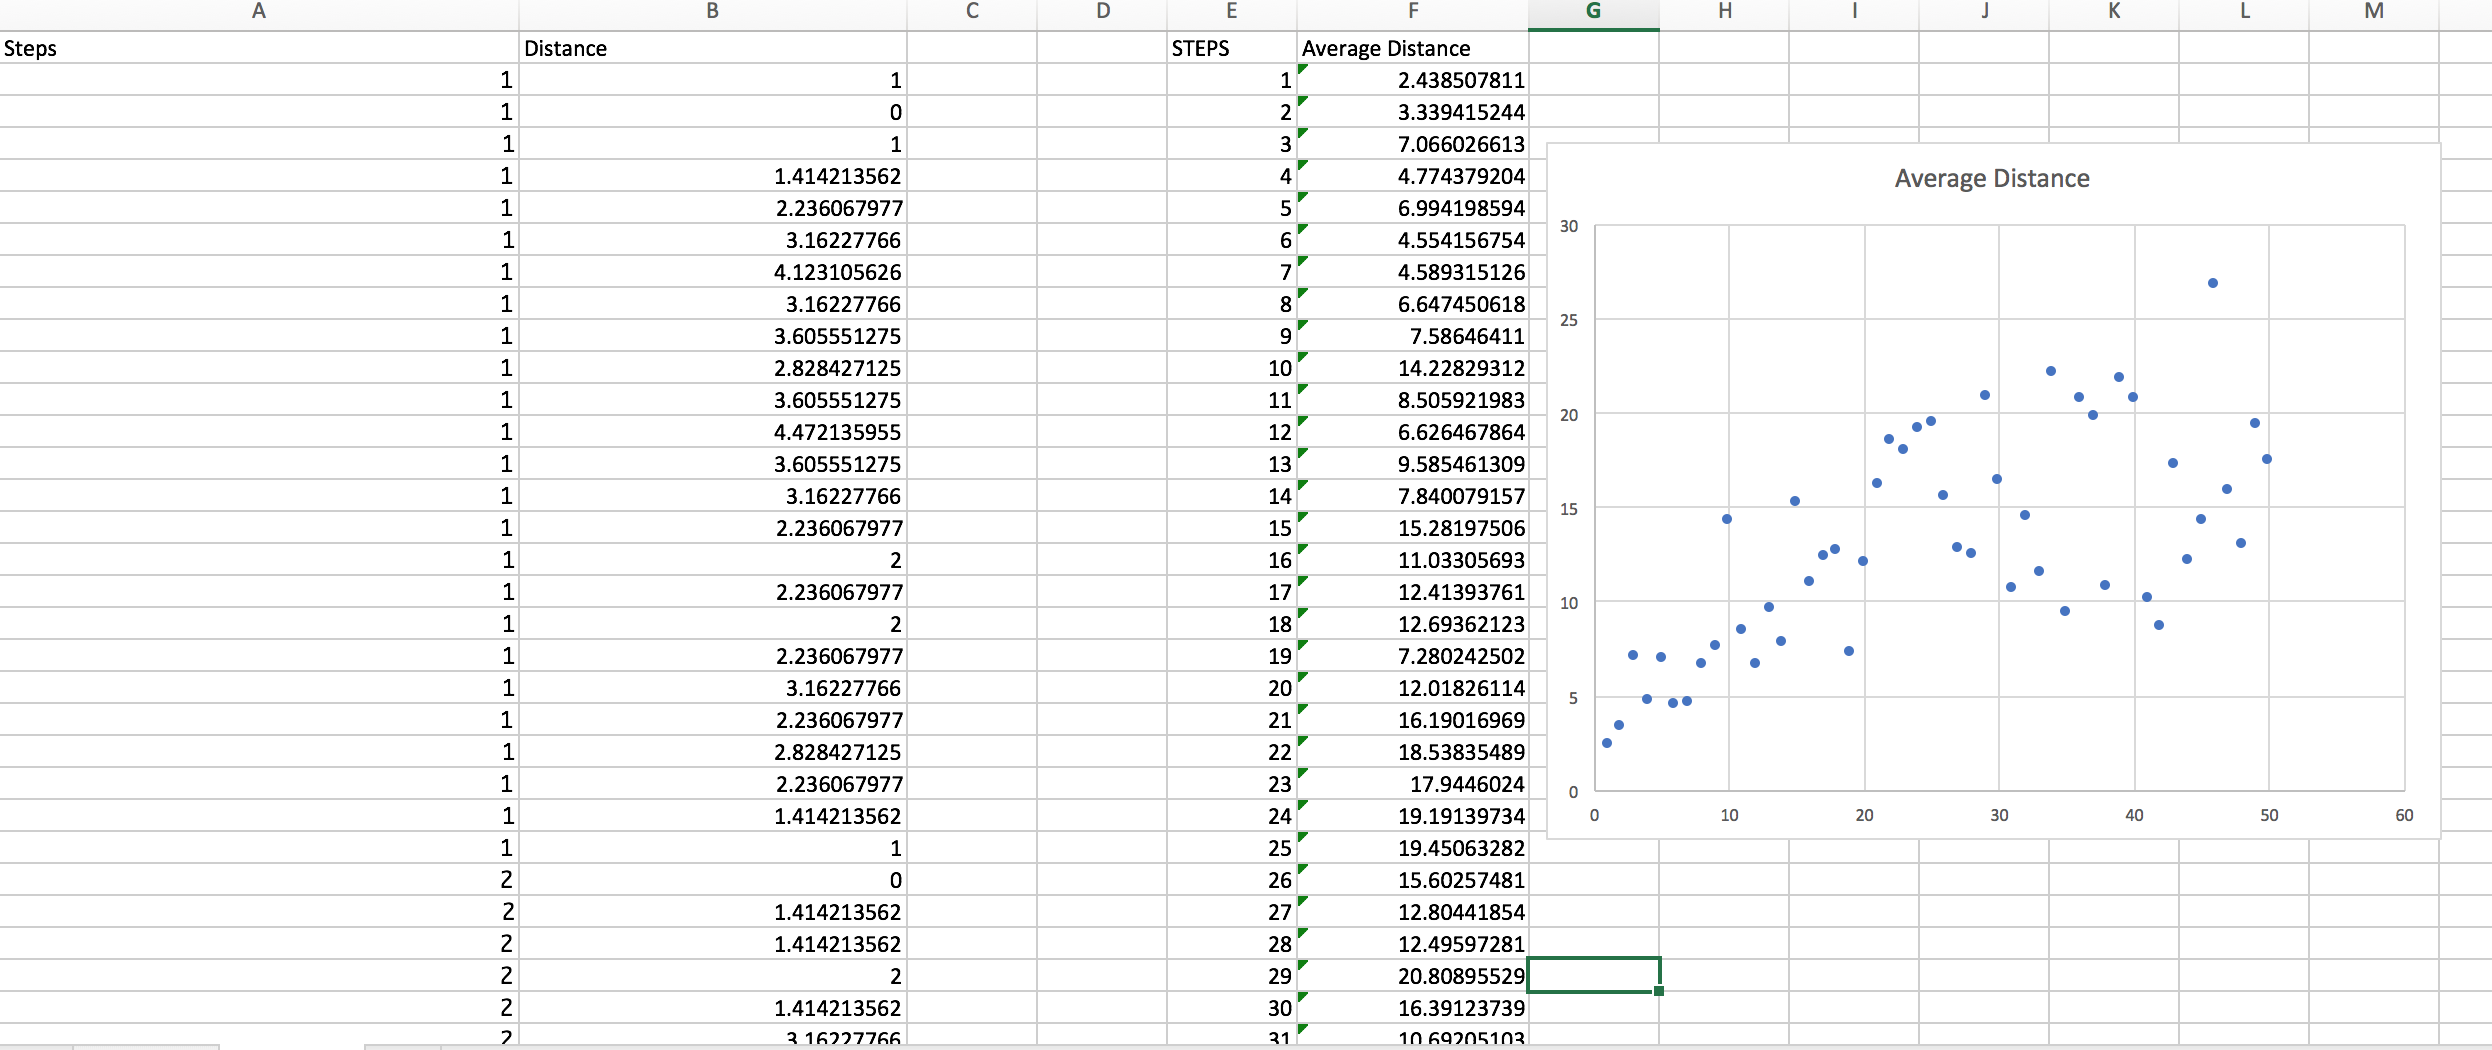 A B C D E F G H I J K L M
Steps Distance STEPS Average Distance
1 1 1 2.438507811
1 0 2 3.339415244
1 1 3 7.066026613
1 1.414213562 4 4.774379204
1 2.236067977 5 6.994198594
1 3.16227766 6 4.554156754
1 4.123105626 7 4.589315126
1 3.16227766 8 6.647450618
1 3.605551275 9 7.58646411
1 2.828427125 10 14.22829312
1 3.605551275 11 8.505921983
1 4.472135955 12 6.626467864
1 3.605551275 13 9.585461309
1 3.16227766 14 7.840079157
1 2.236067977 15 15.28197506
1 2 16 11.03305693
1 2.236067977 17 12.41393761
1 2 18 12.69362123
1 2.236067977 19 7.280242502
1 3.16227766 20 12.01826114
1 2.236067977 21 16.19016969
1 2.828427125 22 18.53835489
1 2.236067977 23 17.9446024
1 1.414213562 24 19.19139734
1 1 25 19.45063282
2 0 26 15.60257481
2 1.414213562 27 12.80441854
2 1.414213562 28 12.49597281
2 2 29 20.80895529
2 1.414213562 30 16.39123739
2 3.16227766 31 10.69205103
Average Distance
30
25
20
15
10
5
0
0 10 20 30 40 50 60